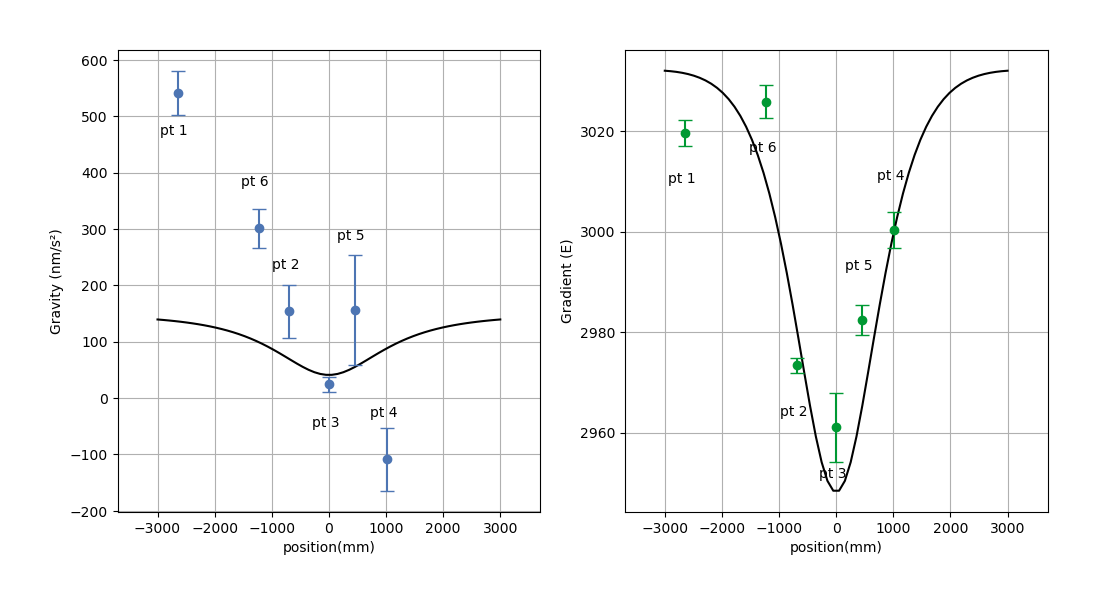 600
500
400
300
200
100
0
−100
−200
Gravity (nm/s²)
pt 1
pt 6
pt 2
pt 5
pt 3
pt 4
−3000 −2000 −1000 0 1000 2000 3000
position(mm)
3020
3000
2980
2960
Gradient (E)
pt 6
pt 1
pt 4
pt 5
pt 2
pt 3
−3000 −2000 −1000 0 1000 2000 3000
position(mm)